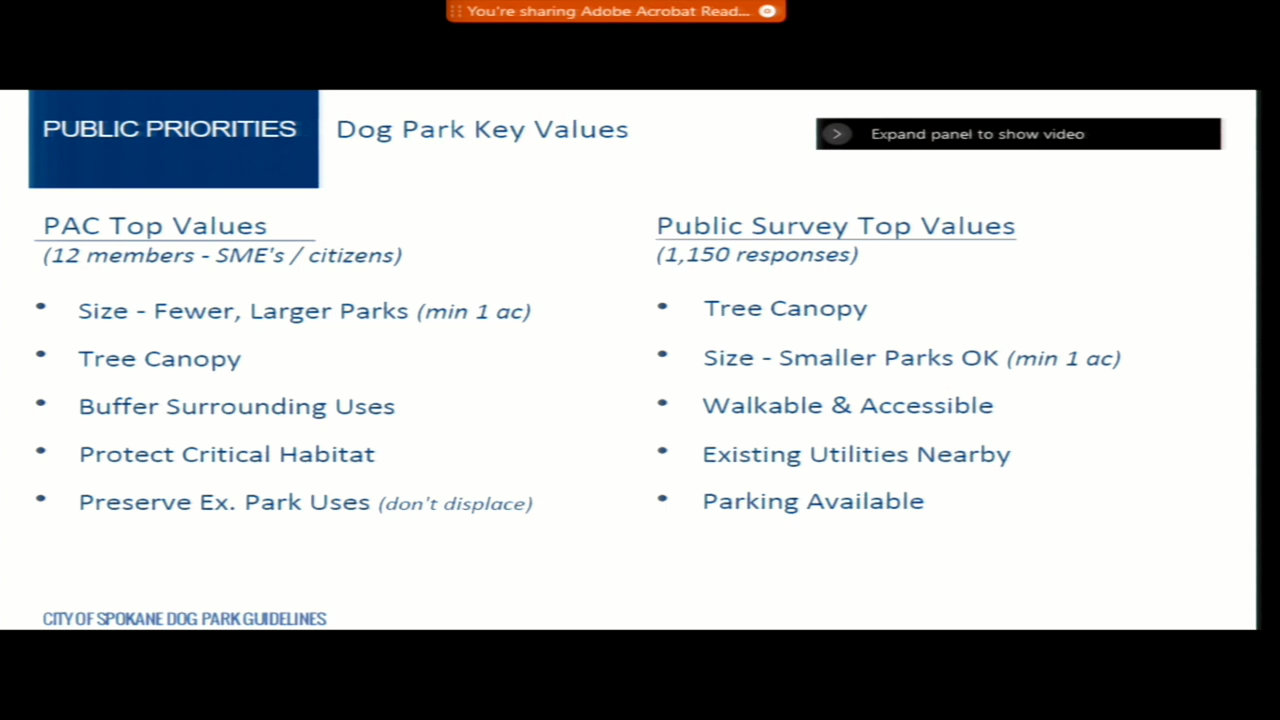 You're sharing Adobe Acrobat Read...
PUBLIC PRIORITIES
Dog Park Key Values
Expand panel to show video
PAC Top Values
(12 members - SME's / citizens)
• Size - Fewer, Larger Parks (min 1 ac)
• Tree Canopy
• Buffer Surrounding Uses
• Protect Critical Habitat
• Preserve Ex. Park Uses (don't displace)
Public Survey Top Values
(1,150 responses)
• Tree Canopy
• Size - Smaller Parks OK (min 1 ac)
• Walkable & Accessible
• Existing Utilities Nearby
• Parking Available
CITY OF SPOKANE DOG PARK GUIDELINES